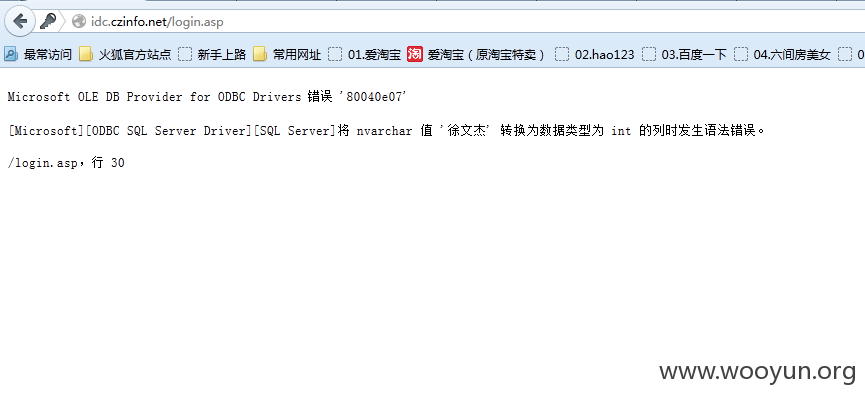 idc.czinfo.net/login.asp
最常访问 火狐官方站点 新手上路 常用网址 01.爱淘宝 淘 爱淘宝（原淘宝特卖） 02.hao123 03.百度一下 04.六间房美女 0
Microsoft OLE DB Provider for ODBC Drivers 错误 '80040e07'
[Microsoft][ODBC SQL Server Driver][SQL Server]将 nvarchar 值 '徐文杰' 转换为数据类型为 int 的列时发生语法错误。
/login.asp，行 30
www.wooyun.org